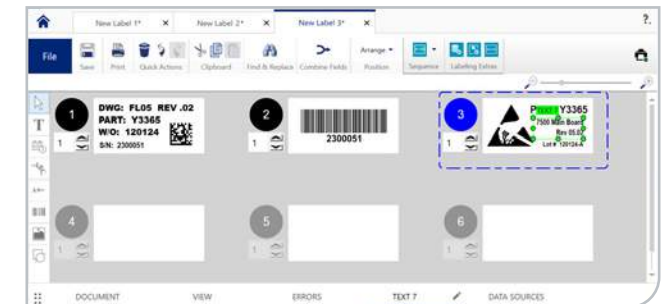 New Label 1*
New Label 2*
New Label 3*
?.
File
Save
Print
Quick Actions
Clipboard
Find & Replace
Combine Fields
Arrange
Position
Sequence
Labeling Extras
1
DWG: FL05 REV .02
PART: Y3365
W/O: 120124
S/N: 2300051
1
2
2300051
1
3
TEXT 7 Y3365
7500 Main Board
Rev 05.02
Lot # 120124-A
1
4
1
5
1
6
1
DOCUMENT
VIEW
ERRORS
TEXT 7
DATA SOURCES